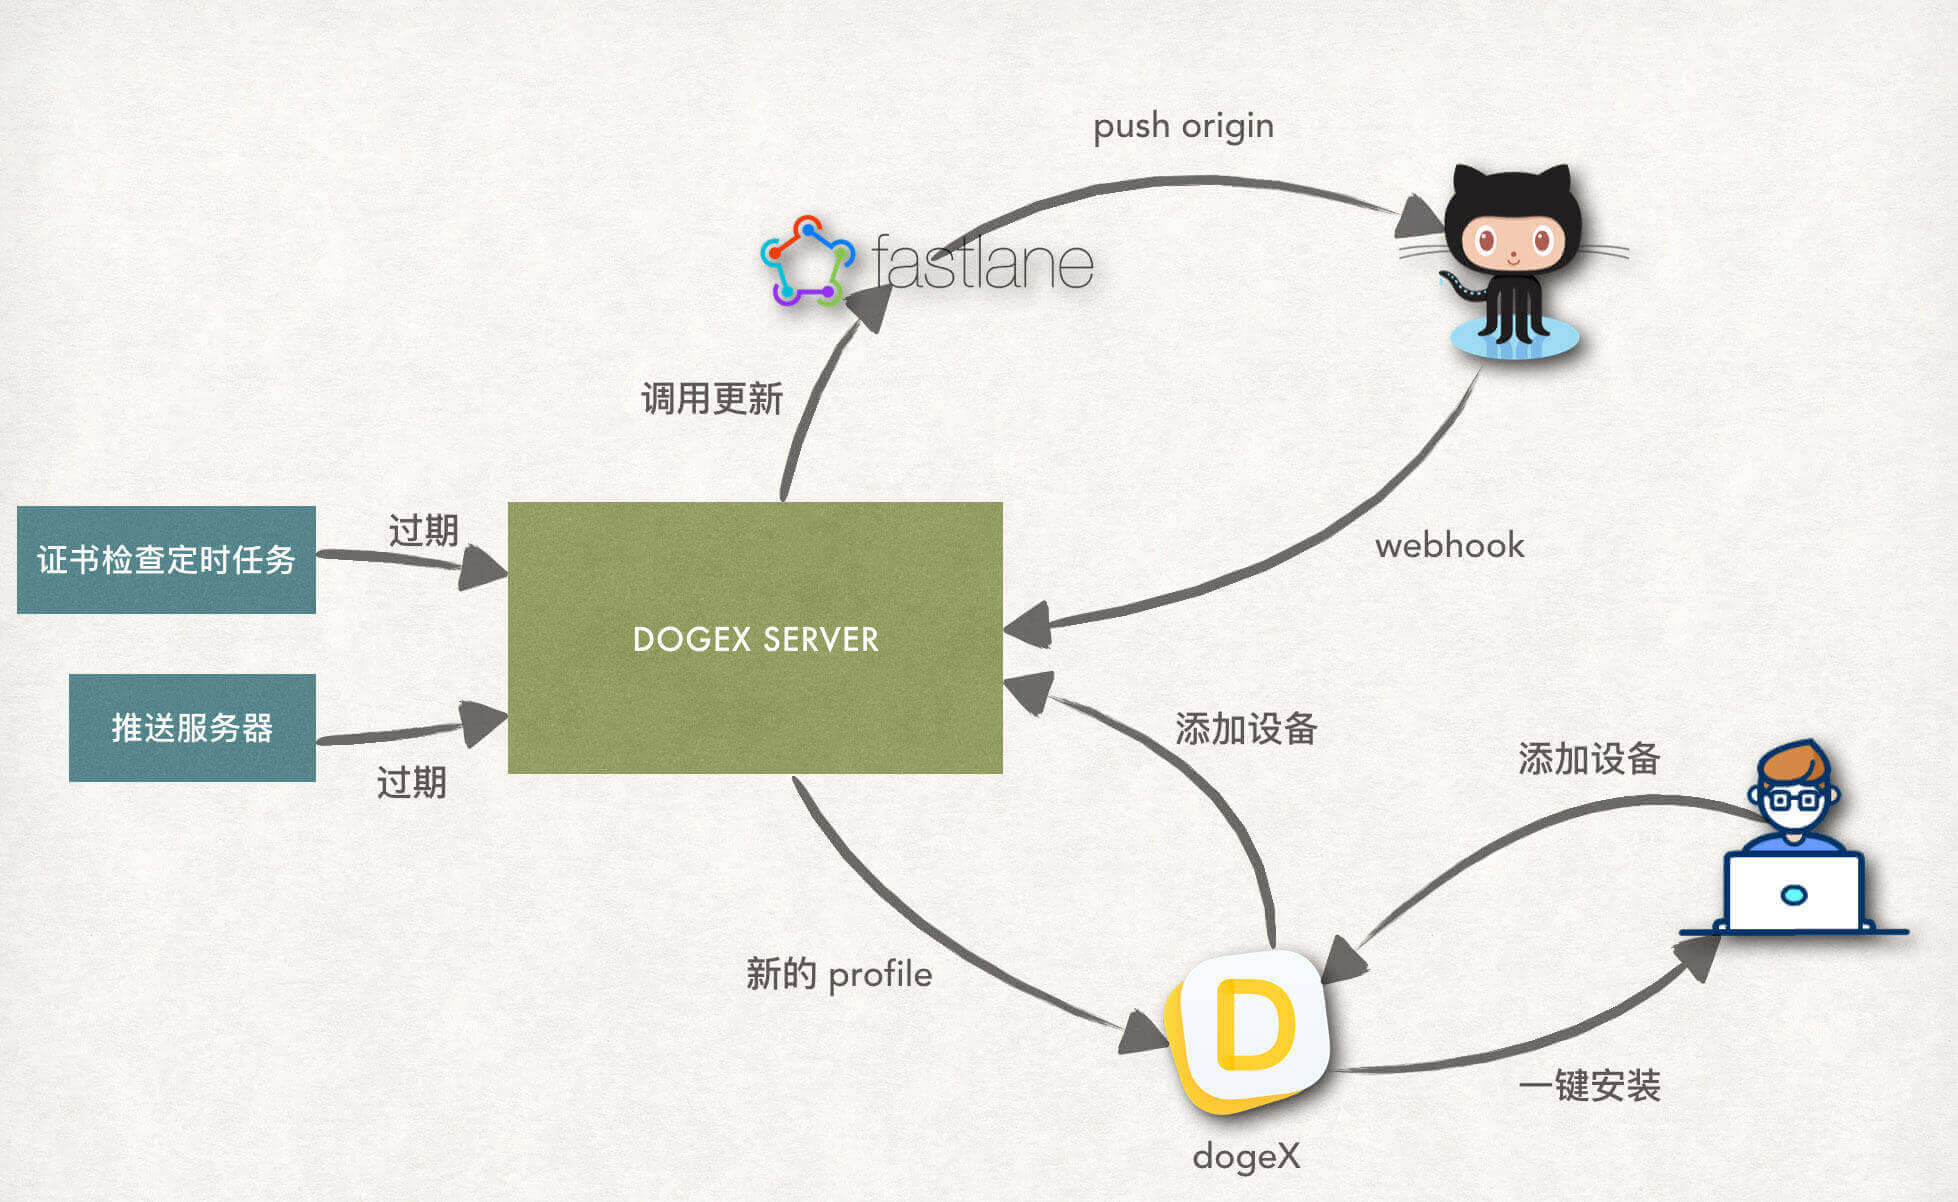 push origin
fastlane
调用更新
过期
证书检查定时任务
webhook
DOGEX SERVER
推送服务器
过期
添加设备
添加设备
新的 profile
D
一键安装
dogeX